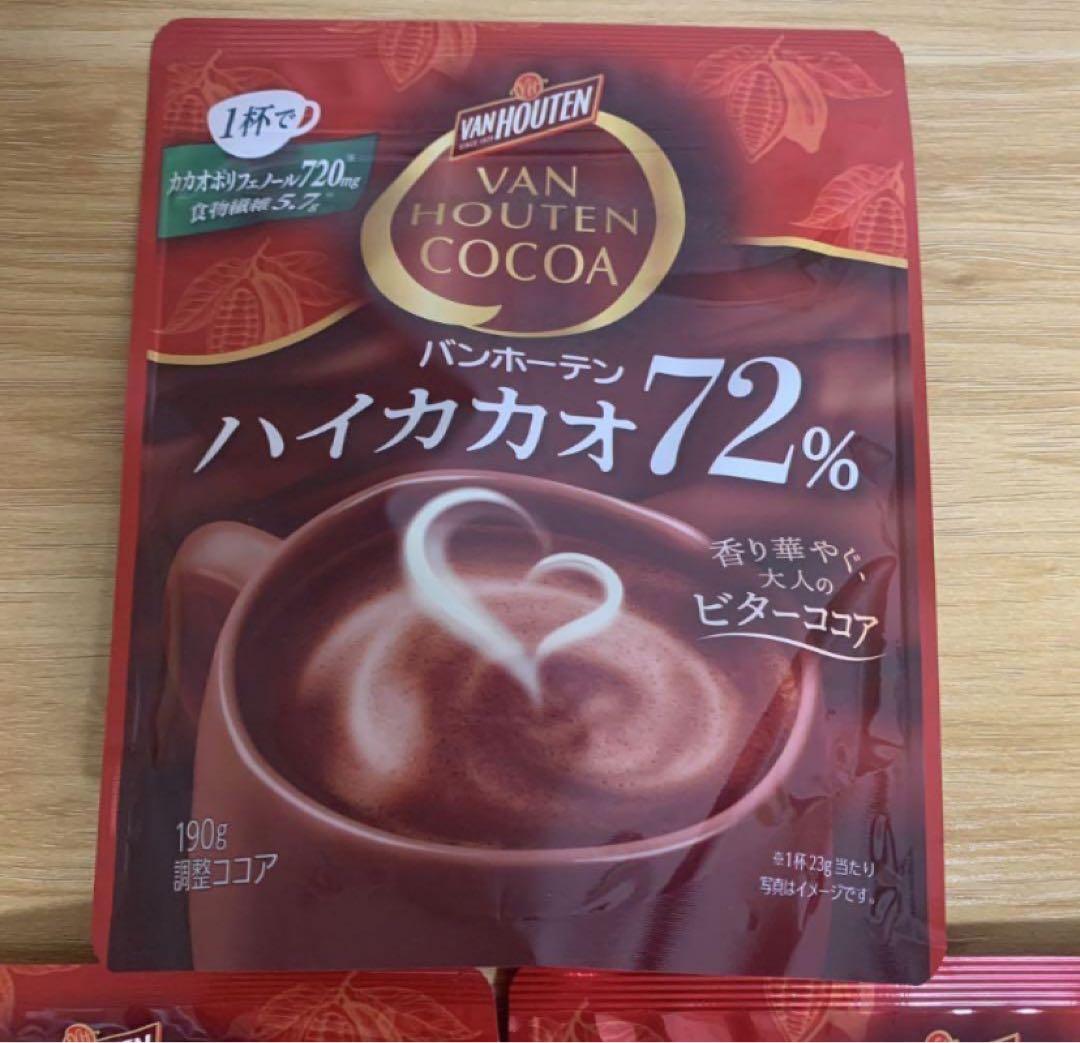 1杯で
カカオポリフェノール720mg※
食物繊維5.7g※
VAN HOUTEN
VAN
HOUTEN
COCOA
バンホーテン
ハイカカオ72%
香り華やぐ、
大人の
ビターココア
190g
調整ココア
※1杯23g当たり
写真はイメージです。
VAN HOUTEN